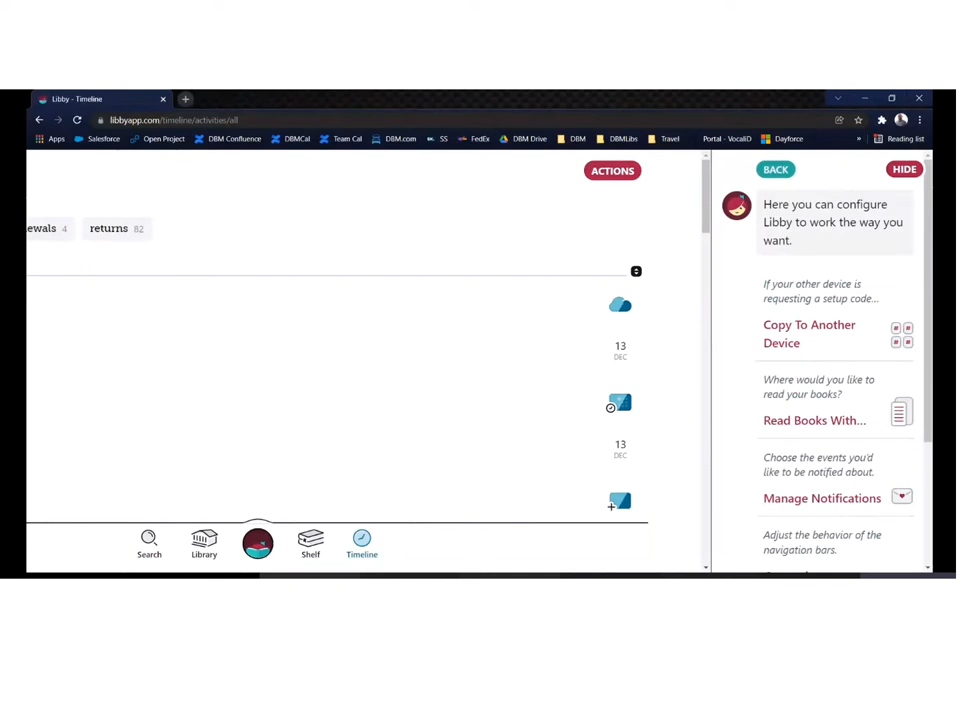 Libby - Timeline
libbyapp.com/timeline/activities/all
Apps Salesforce Open Project DBM Confluence DBMCal Team Cal DBM.com SS FedEx DBM Drive DBM DBMLibs Travel Portal - VocaliD Dayforce » Reading list
ACTIONS
ewals 4 returns 82
13
DEC
13
DEC
Search Library Shelf Timeline
BACK HIDE
Here you can configure
Libby to work the way you
want.
If your other device is
requesting a setup code...
Copy To Another
Device
Where would you like to
read your books?
Read Books With...
Choose the events you'd
like to be notified about.
Manage Notifications
Adjust the behavior of the
navigation bars.